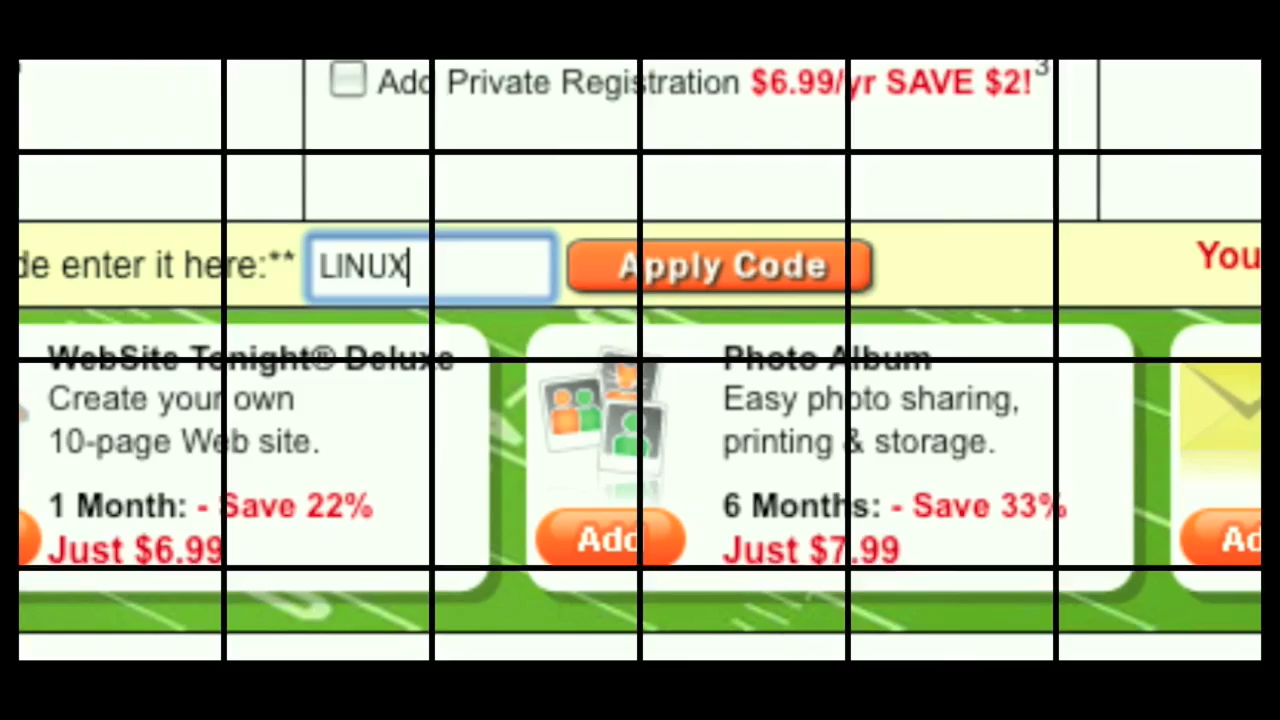 Add Private Registration $6.99/yr SAVE $2!3
de enter it here:** LINUX Apply Code You
WebSite Tonight® Deluxe
Create your own
10-page Web site.
1 Month: - Save 22%
Just $6.99
Add
Photo Album
Easy photo sharing,
printing & storage.
6 Months: - Save 33%
Just $7.99
Ad